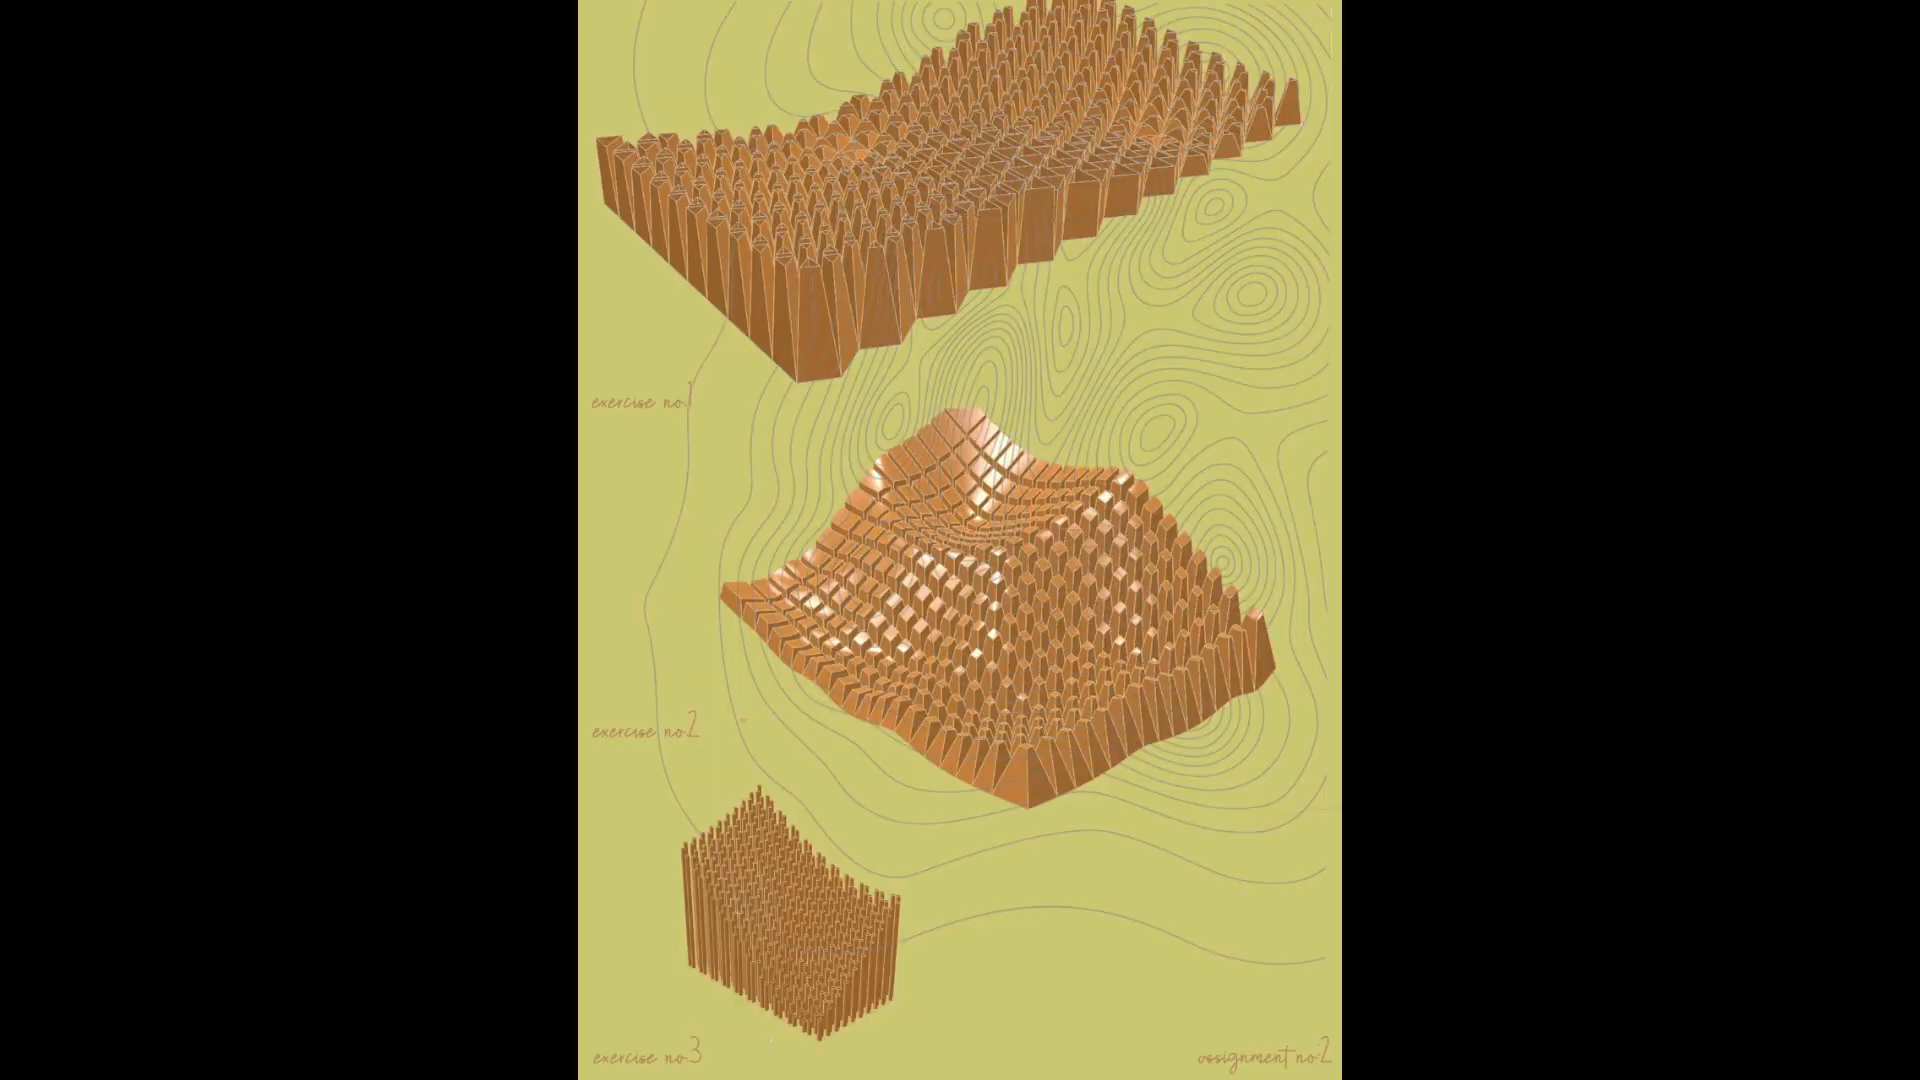 exercise no.1
exercise no.2
exercise no.3
assignment no.2